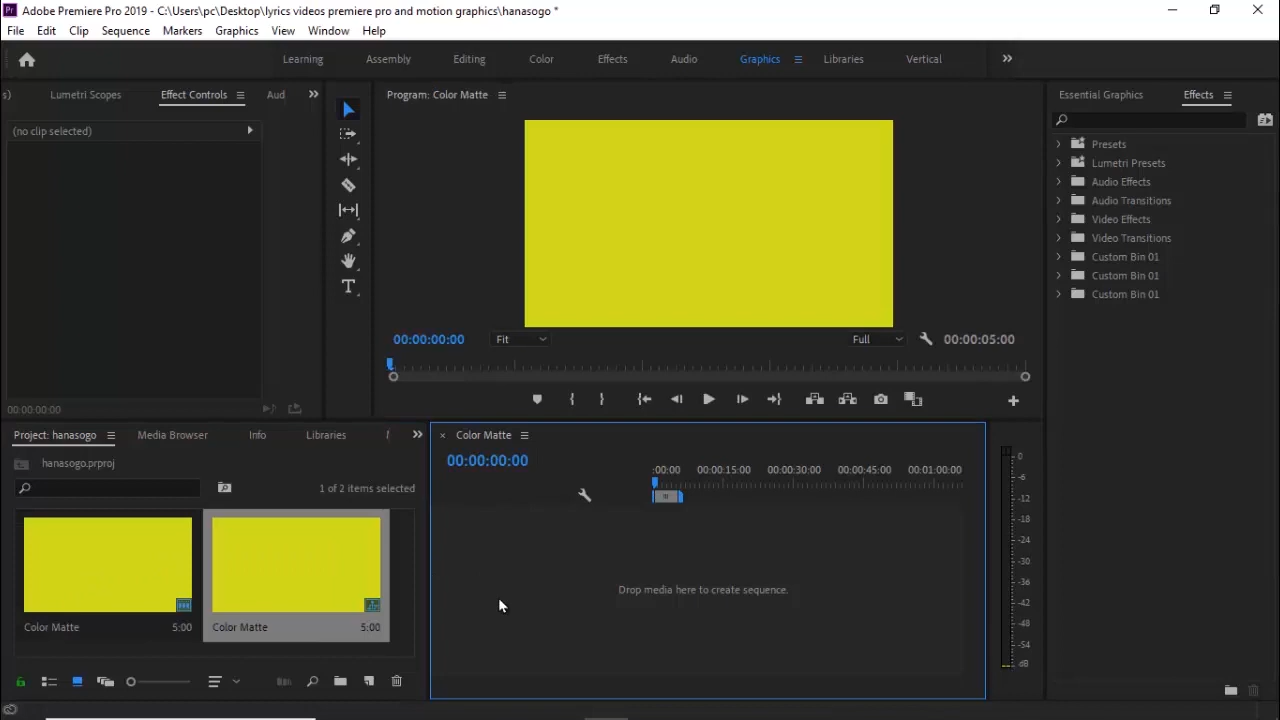 Adobe Premiere Pro 2019 - C:\Users\pc\Desktop\lyrics videos premiere pro and motion graphics\hanasogo *
File Edit Clip Sequence Markers Graphics View Window Help
Learning Assembly Editing Color Effects Audio Graphics Libraries Vertical
s) Lumetri Scopes Effect Controls Aud
(no clip selected)
00:00:00:00
Program: Color Matte
00:00:00:00 Fit Full 00:00:05:00
Essential Graphics Effects
Presets
Lumetri Presets
Audio Effects
Audio Transitions
Video Effects
Video Transitions
Custom Bin 01
Custom Bin 01
Custom Bin 01
Project: hanasogo Media Browser Info Libraries
hanasogo.prproj
1 of 2 items selected
Color Matte 5:00 Color Matte 5:00
Color Matte
00:00:00:00
:00:00 00:00:15:00 00:00:30:00 00:00:45:00 00:01:00:00
Drop media here to create sequence.
0
-6
-12
-18
-24
-30
-36
-42
-48
-54
dB